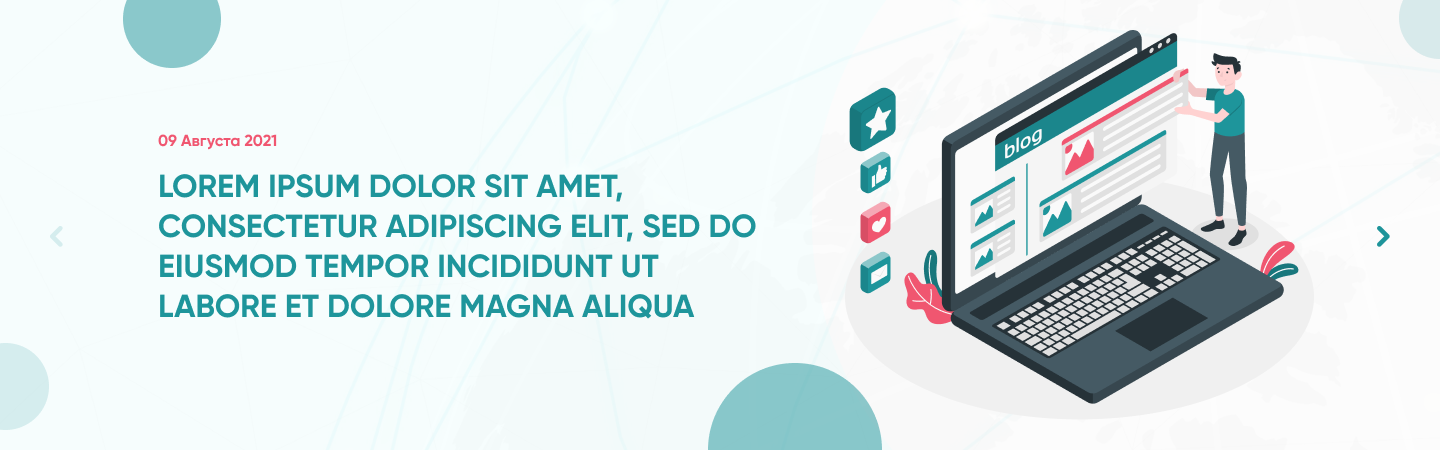 09 Августа 2021
LOREM IPSUM DOLOR SIT AMET,
CONSECTETUR ADIPISCING ELIT, SED DO
EIUSMOD TEMPOR INCIDIDUNT UT
LABORE ET DOLORE MAGNA ALIQUA
blog